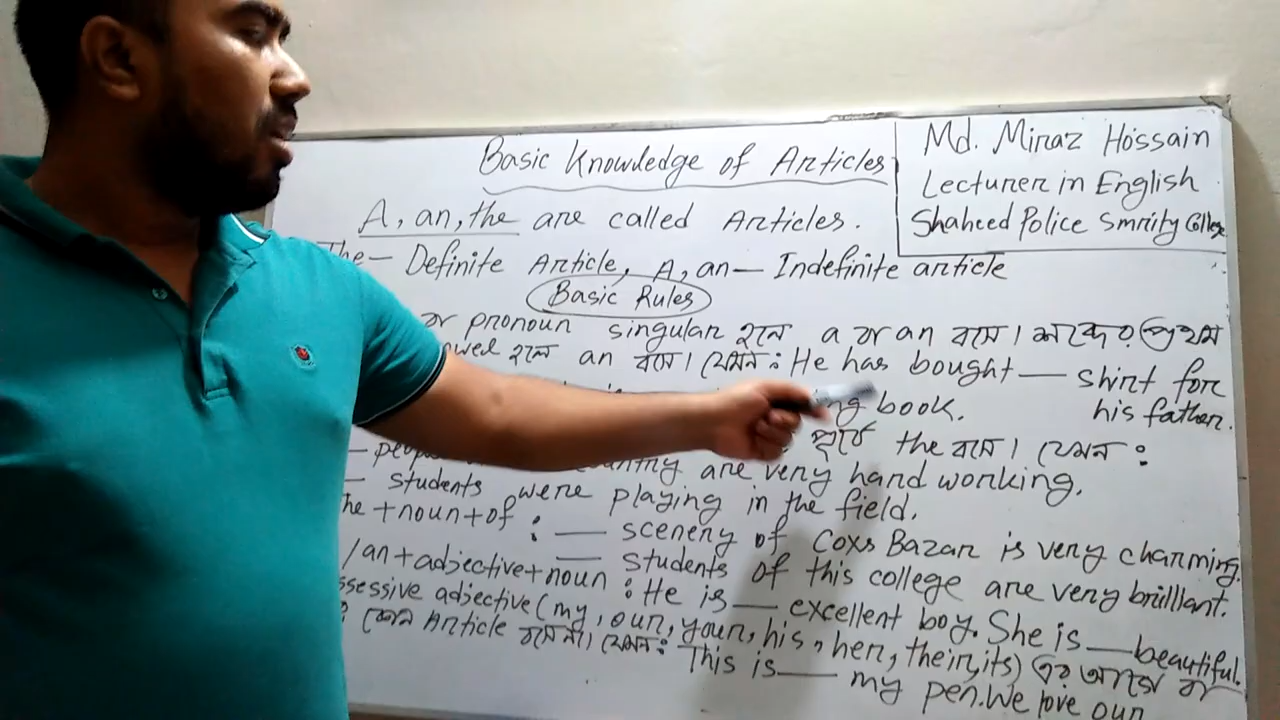 Basic Knowledge of Articles
Md. Miraz Hossain
Lecturer in English
Shaheed Police Smrity College
A, an, the are called Articles.
The — Definite Article, A, an — Indefinite article
Basic Rules
or pronoun singular হলে a or an বসে। শব্দের প্রথম
vowel হলে an বসে। যেমন: He has bought — shirt for
his father.
ing book.
পূর্বে the বসে। যেমন:
— people country are very hard working.
— students were playing in the field.
The + noun + of : — scenery of Coxs Bazar is very charming.
— students of this college are very brilliant.
/an + adjective + noun : He is — excellent boy. She is — beautiful.
ssessive adjective (my, our, your, his, her, their, its) এর আগে বা
: কোন Article বসে না। যেমন: This is — my pen. We love our